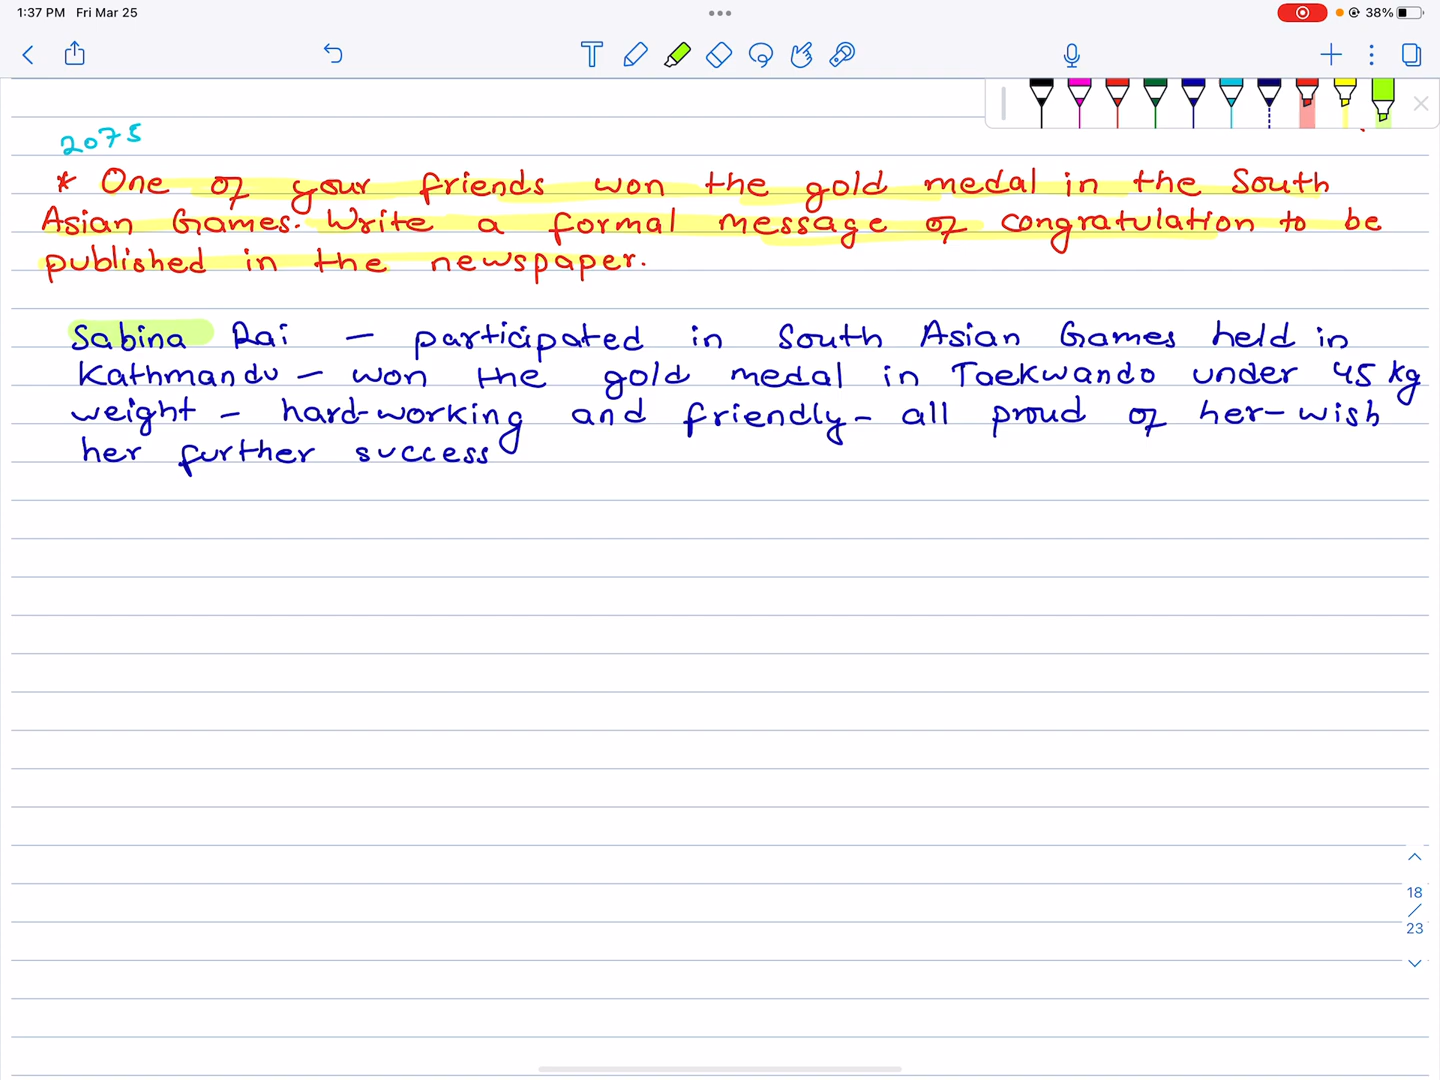 1:37 PM Fri Mar 25
38%
2075
* One of your friends won the gold medal in the South
Asian Games. Write a formal message of congratulation to be
published in the newspaper.
Sabina Rai - participated in South Asian Games held in
Kathmandu - won the gold medal in Taekwando under 45 kg
weight - hard-working and friendly - all proud of her - wish
her further success
18
/
23